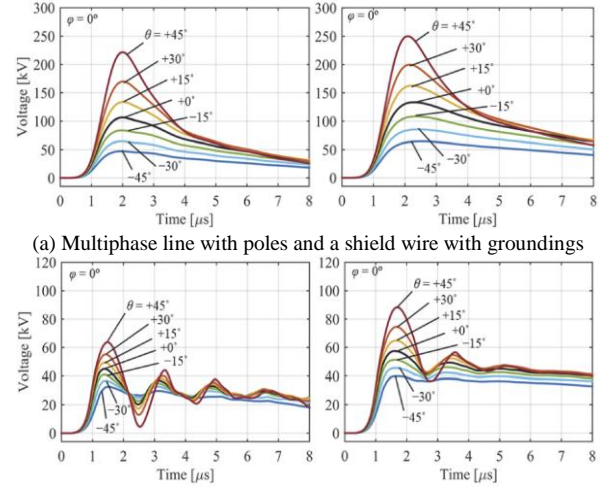 φ=0°
θ = +45°
+30°
+15°
+0°
−15°
−30°
−45°
300
250
200
150
100
50
0
Voltage [kV]
0 1 2 3 4 5 6 7 8
Time [μs]
φ=0°
θ = +45°
+30°
+15°
+0°
−15°
−30°
−45°
300
250
200
150
100
50
0
Voltage [kV]
0 1 2 3 4 5 6 7 8
Time [μs]
(a) Multiphase line with poles and a shield wire with groundings
φ=0°
θ = +45°
+30°
+15°
+0°
−15°
−30°
−45°
120
100
80
60
40
20
0
Voltage [kV]
0 1 2 3 4 5 6 7 8
Time [μs]
φ=0°
θ = +45°
+30°
+15°
+0°
−15°
−30°
−45°
120
100
80
60
40
20
0
Voltage [kV]
0 1 2 3 4 5 6 7 8
Time [μs]